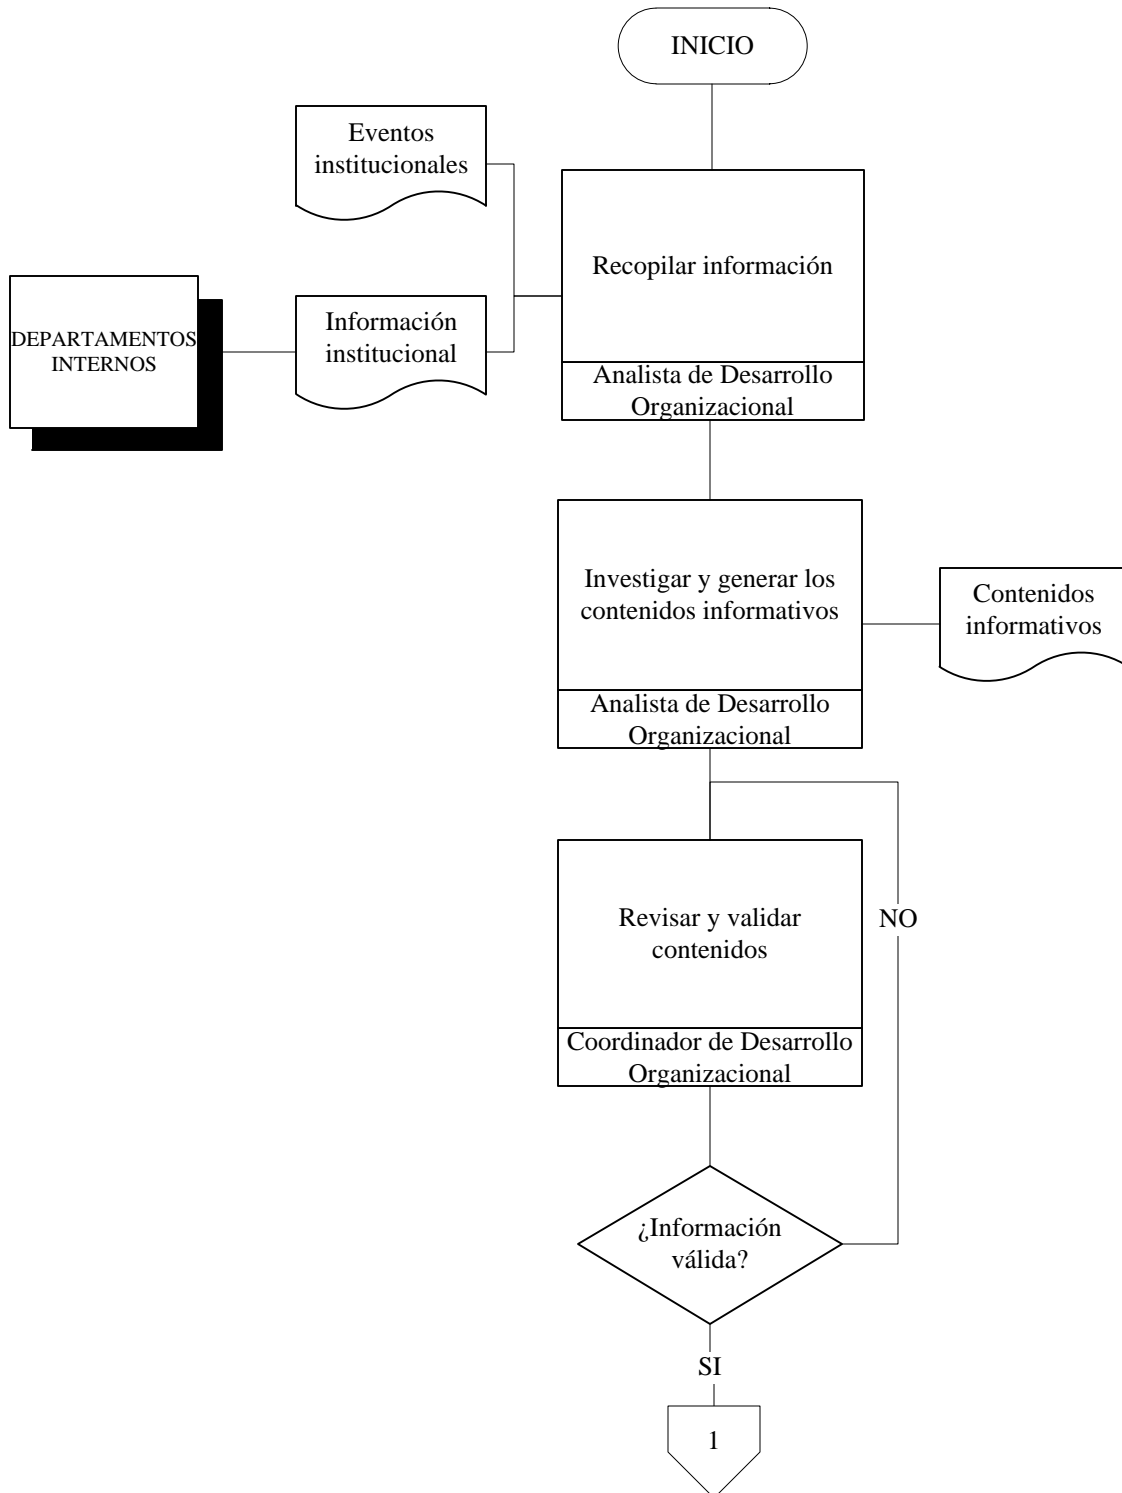 INICIO
Eventos
institucionales
Recopilar información
DEPARTAMENTOS
INTERNOS
Información
institucional
Analista de Desarrollo
Organizacional
Investigar y generar los
contenidos informativos
Contenidos
informativos
Analista de Desarrollo
Organizacional
Revisar y validar
contenidos
NO
Coordinador de Desarrollo
Organizacional
¿Información
válida?
SI
1